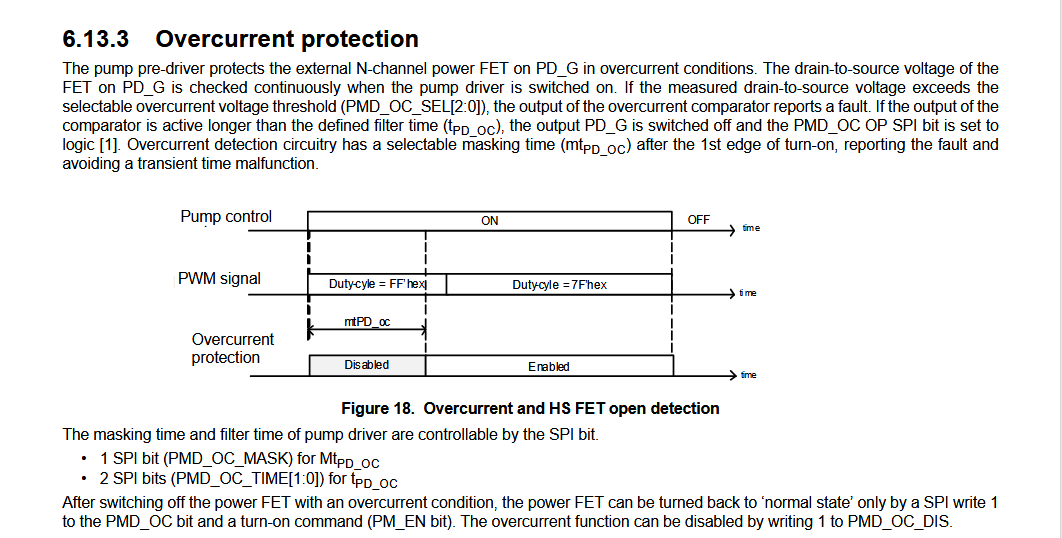 6.13.3 Overcurrent protection
The pump pre-driver protects the external N-channel power FET on PD_G in overcurrent conditions. The drain-to-source voltage of the
FET on PD_G is checked continuously when the pump driver is switched on. If the measured drain-to-source voltage exceeds the
selectable overcurrent voltage threshold (PMD_OC_SEL[2:0]), the output of the overcurrent comparator reports a fault. If the output of the
comparator is active longer than the defined filter time (tPD_OC), the output PD_G is switched off and the PMD_OC OP SPI bit is set to
logic [1]. Overcurrent detection circuitry has a selectable masking time (mtPD_OC) after the 1st edge of turn-on, reporting the fault and
avoiding a transient time malfunction.
Pump control
ON
OFF
time
PWM signal
Duty-cyle = FF'hex
Duty-cyle =7F'hex
time
mtPD_oc
Overcurrent
protection
Disabled
Enabled
time
Figure 18. Overcurrent and HS FET open detection
The masking time and filter time of pump driver are controllable by the SPI bit.
• 1 SPI bit (PMD_OC_MASK) for MtPD_OC
• 2 SPI bits (PMD_OC_TIME[1:0]) for tPD_OC
After switching off the power FET with an overcurrent condition, the power FET can be turned back to ‘normal state’ only by a SPI write 1
to the PMD_OC bit and a turn-on command (PM_EN bit). The overcurrent function can be disabled by writing 1 to PMD_OC_DIS.